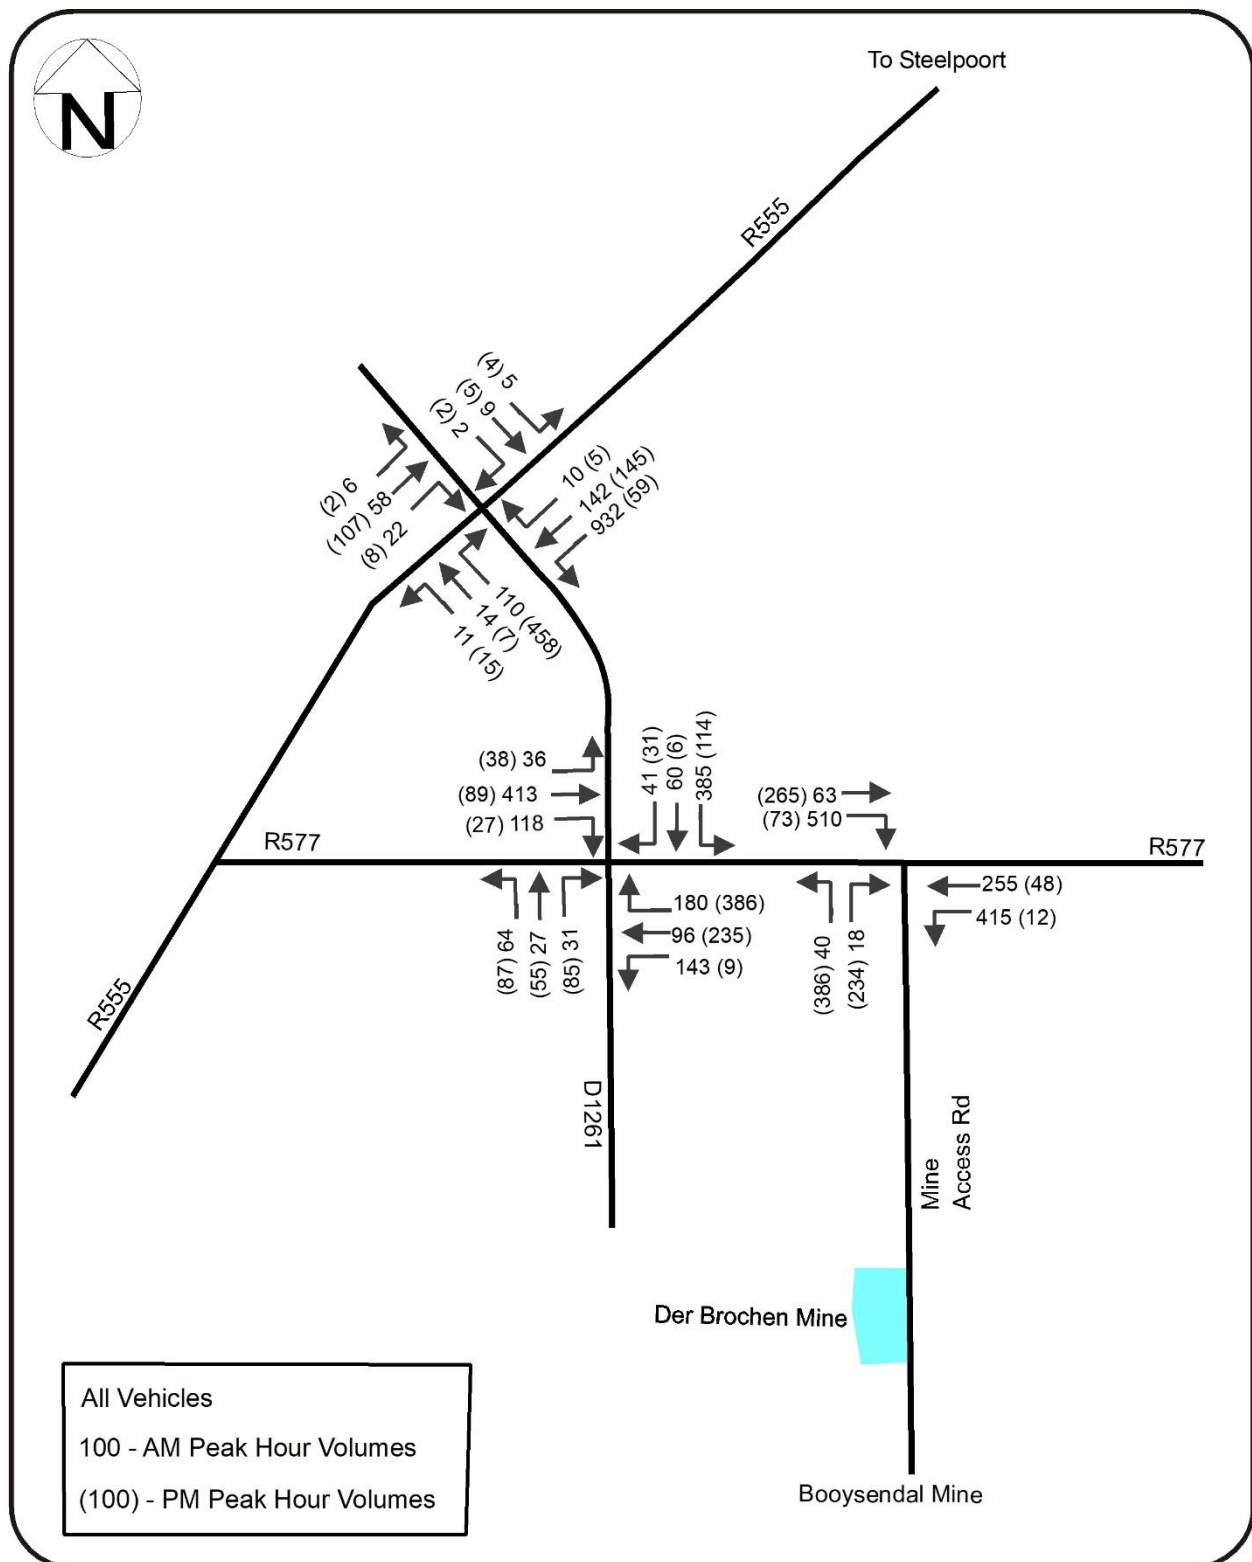 To Steelpoort
N
R555
(4) 5
(5) 9
(2) 2
10 (5)
142 (145)
932 (59)
(2) 6
(107) 58
(8) 22
110 (458)
14 (7)
11 (15)
(38) 36
(89) 413
(27) 118
41 (31)
60 (6)
385 (114)
(265) 63
(73) 510
R577
R577
255 (48)
415 (12)
180 (386)
96 (235)
143 (9)
(87) 64
(55) 27
(85) 31
(386) 40
(234) 18
R555
D1261
Mine
Access Rd
Der Brochen Mine
All Vehicles
100 - AM Peak Hour Volumes
(100) - PM Peak Hour Volumes
Booysendal Mine